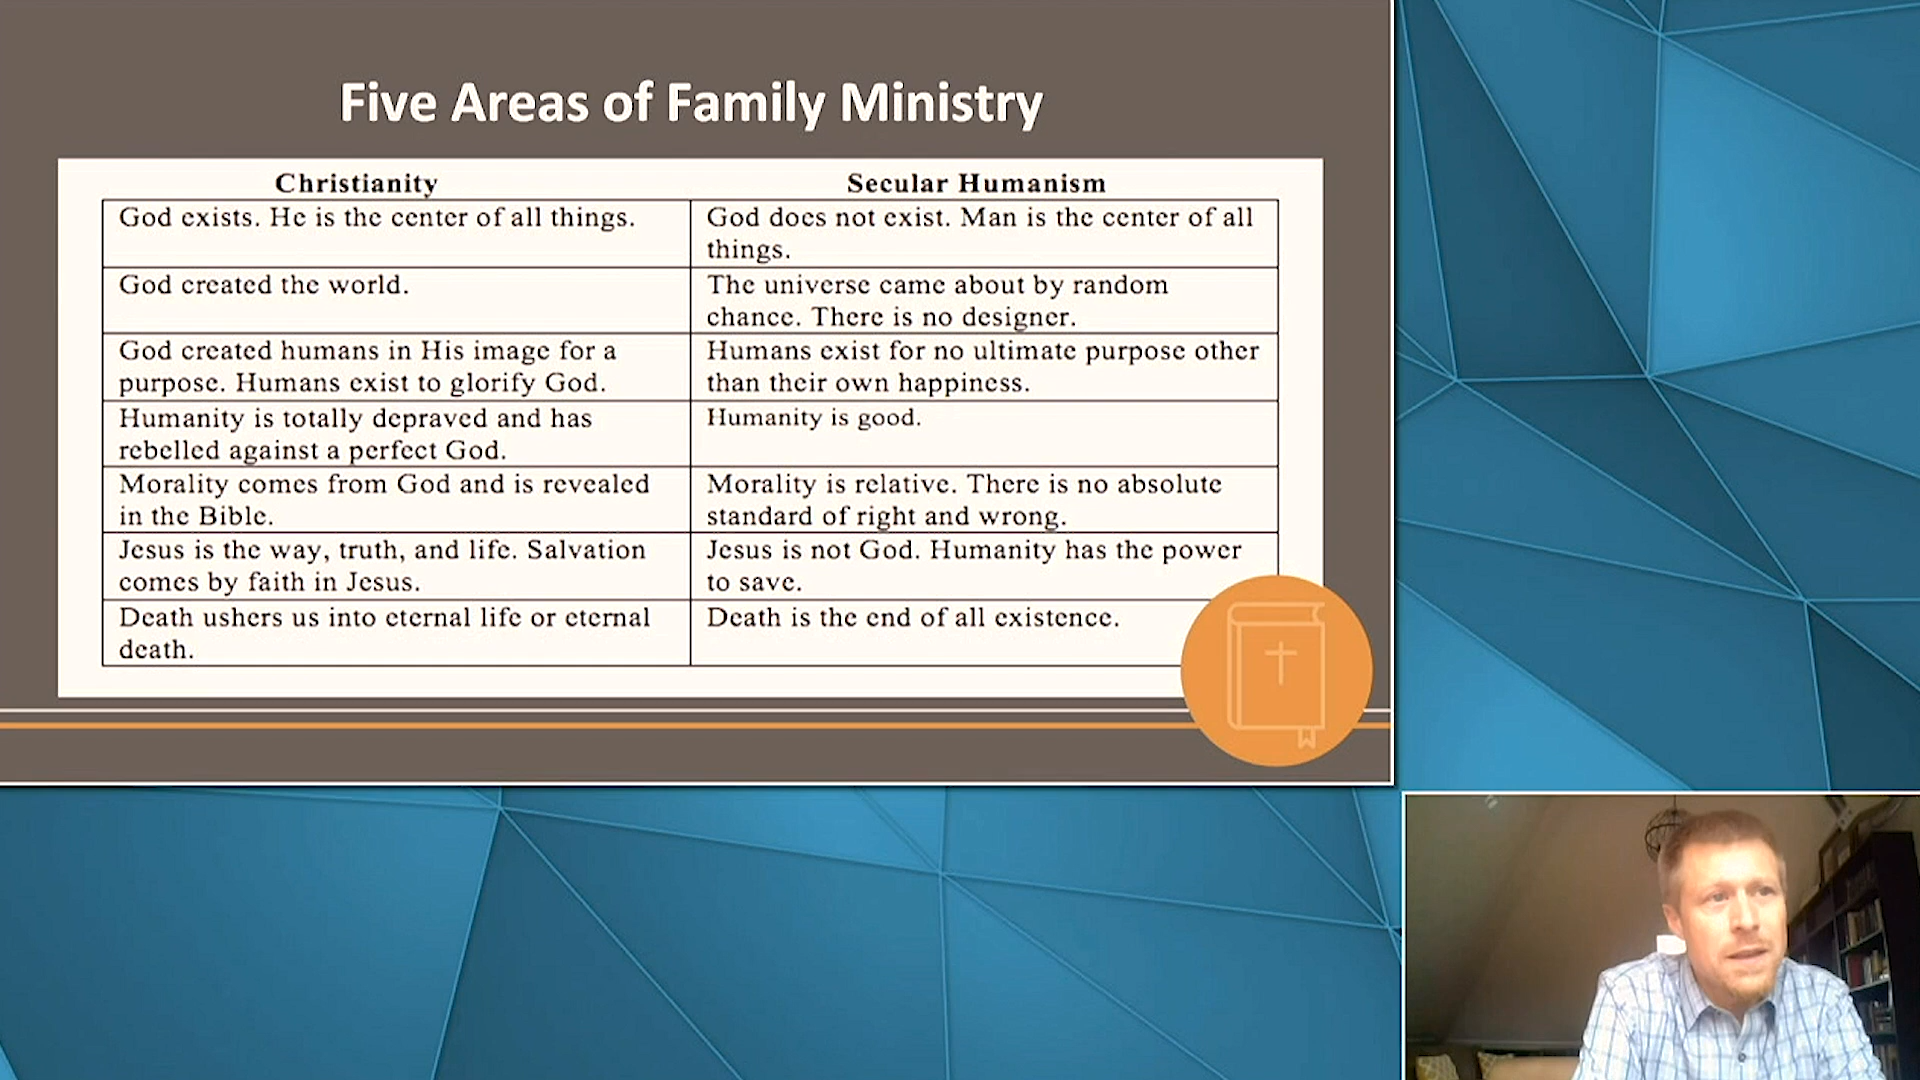 Five Areas of Family Ministry
Christianity
Secular Humanism
God exists. He is the center of all things.
God does not exist. Man is the center of all
things.
God created the world.
The universe came about by random
chance. There is no designer.
God created humans in His image for a
purpose. Humans exist to glorify God.
Humans exist for no ultimate purpose other
than their own happiness.
Humanity is totally depraved and has
rebelled against a perfect God.
Humanity is good.
Morality comes from God and is revealed
in the Bible.
Morality is relative. There is no absolute
standard of right and wrong.
Jesus is the way, truth, and life. Salvation
comes by faith in Jesus.
Jesus is not God. Humanity has the power
to save.
Death ushers us into eternal life or eternal
death.
Death is the end of all existence.